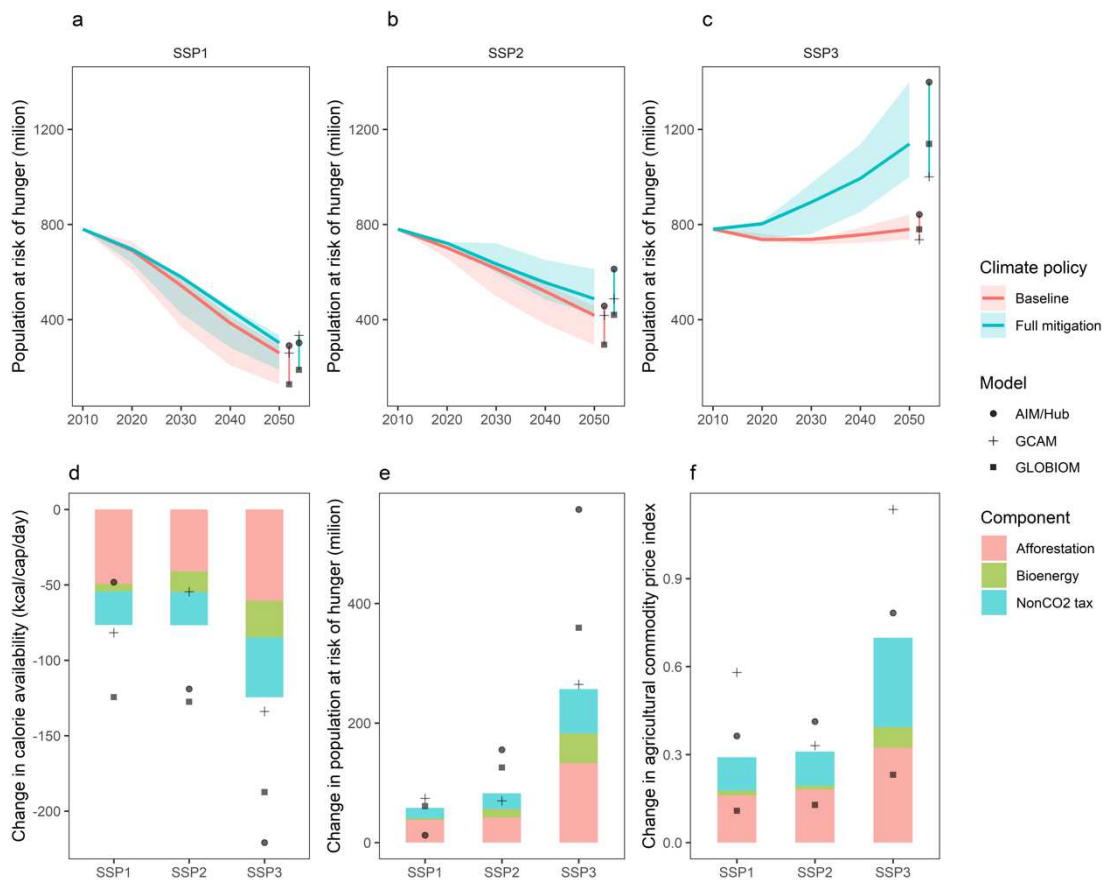 a
b
c
SSP1
SSP2
SSP3
Population at risk of hunger (milion)
1200
800
400
2010 2020 2030 2040 2050
Population at risk of hunger (milion)
1200
800
400
2010 2020 2030 2040 2050
Population at risk of hunger (milion)
1200
800
400
2010 2020 2030 2040 2050
Climate policy
Baseline
Full mitigation
Model
AIM/Hub
GCAM
GLOBIOM
Component
Afforestation
Bioenergy
NonCO2 tax
d
e
f
Change in calorie availability (kcal/cap/day)
0
-50
-100
-150
-200
SSP1 SSP2 SSP3
Change in population at risk of hunger (milion)
400
200
0
SSP1 SSP2 SSP3
Change in agricultural commodity price index
0.9
0.6
0.3
0.0
SSP1 SSP2 SSP3